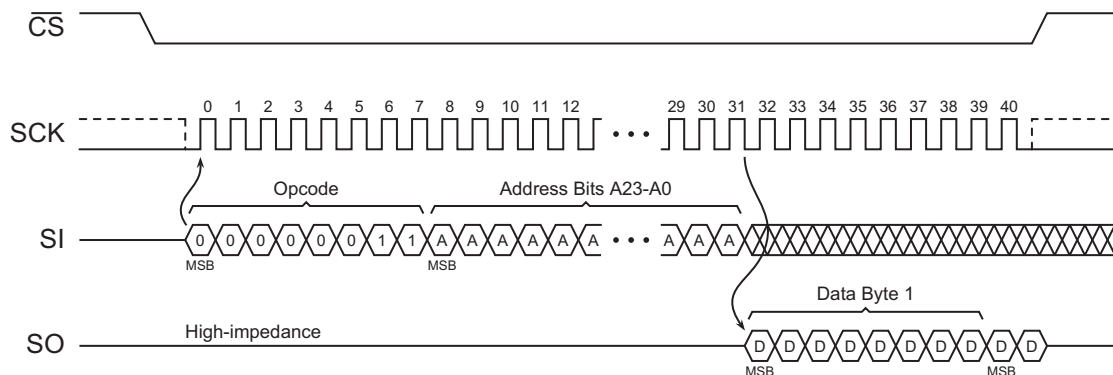 CS
0 1 2 3 4 5 6 7 8 9 10 11 12 29 30 31 32 33 34 35 36 37 38 39 40
SCK
Opcode Address Bits A23-A0
SI 0 0 0 0 0 0 1 1 A A A A A A A A A
MSB MSB
Data Byte 1
High-impedance
SO D D D D D D D D D D
MSB MSB